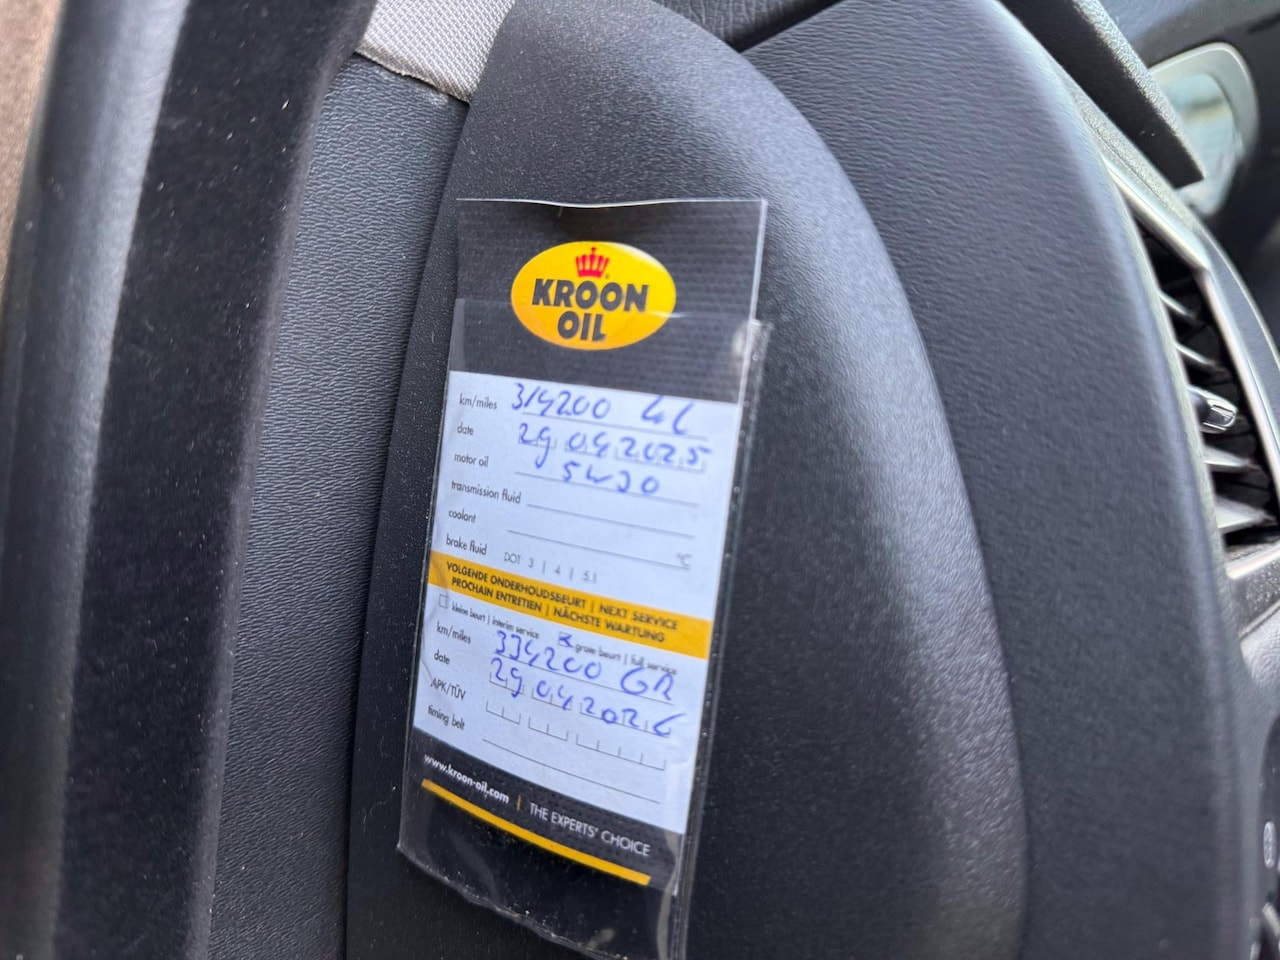 KROON
OIL
km/miles 314200 KL
date 29 04 2025
motor oil 5W30
transmission fluid
coolant °C
brake fluid DOT 3 | 4 | 5.1
VOLGENDE ONDERHOUDSBEURT | NEXT SERVICE
PROCHAIN ENTRETIEN | NÄCHSTE WARTUNG
kleine beurt | interim service grote beurt | full service
km/miles 334200 GR
date 29 04 2026
APK/TÜV
timing belt
www.kroon-oil.com | THE EXPERTS' CHOICE